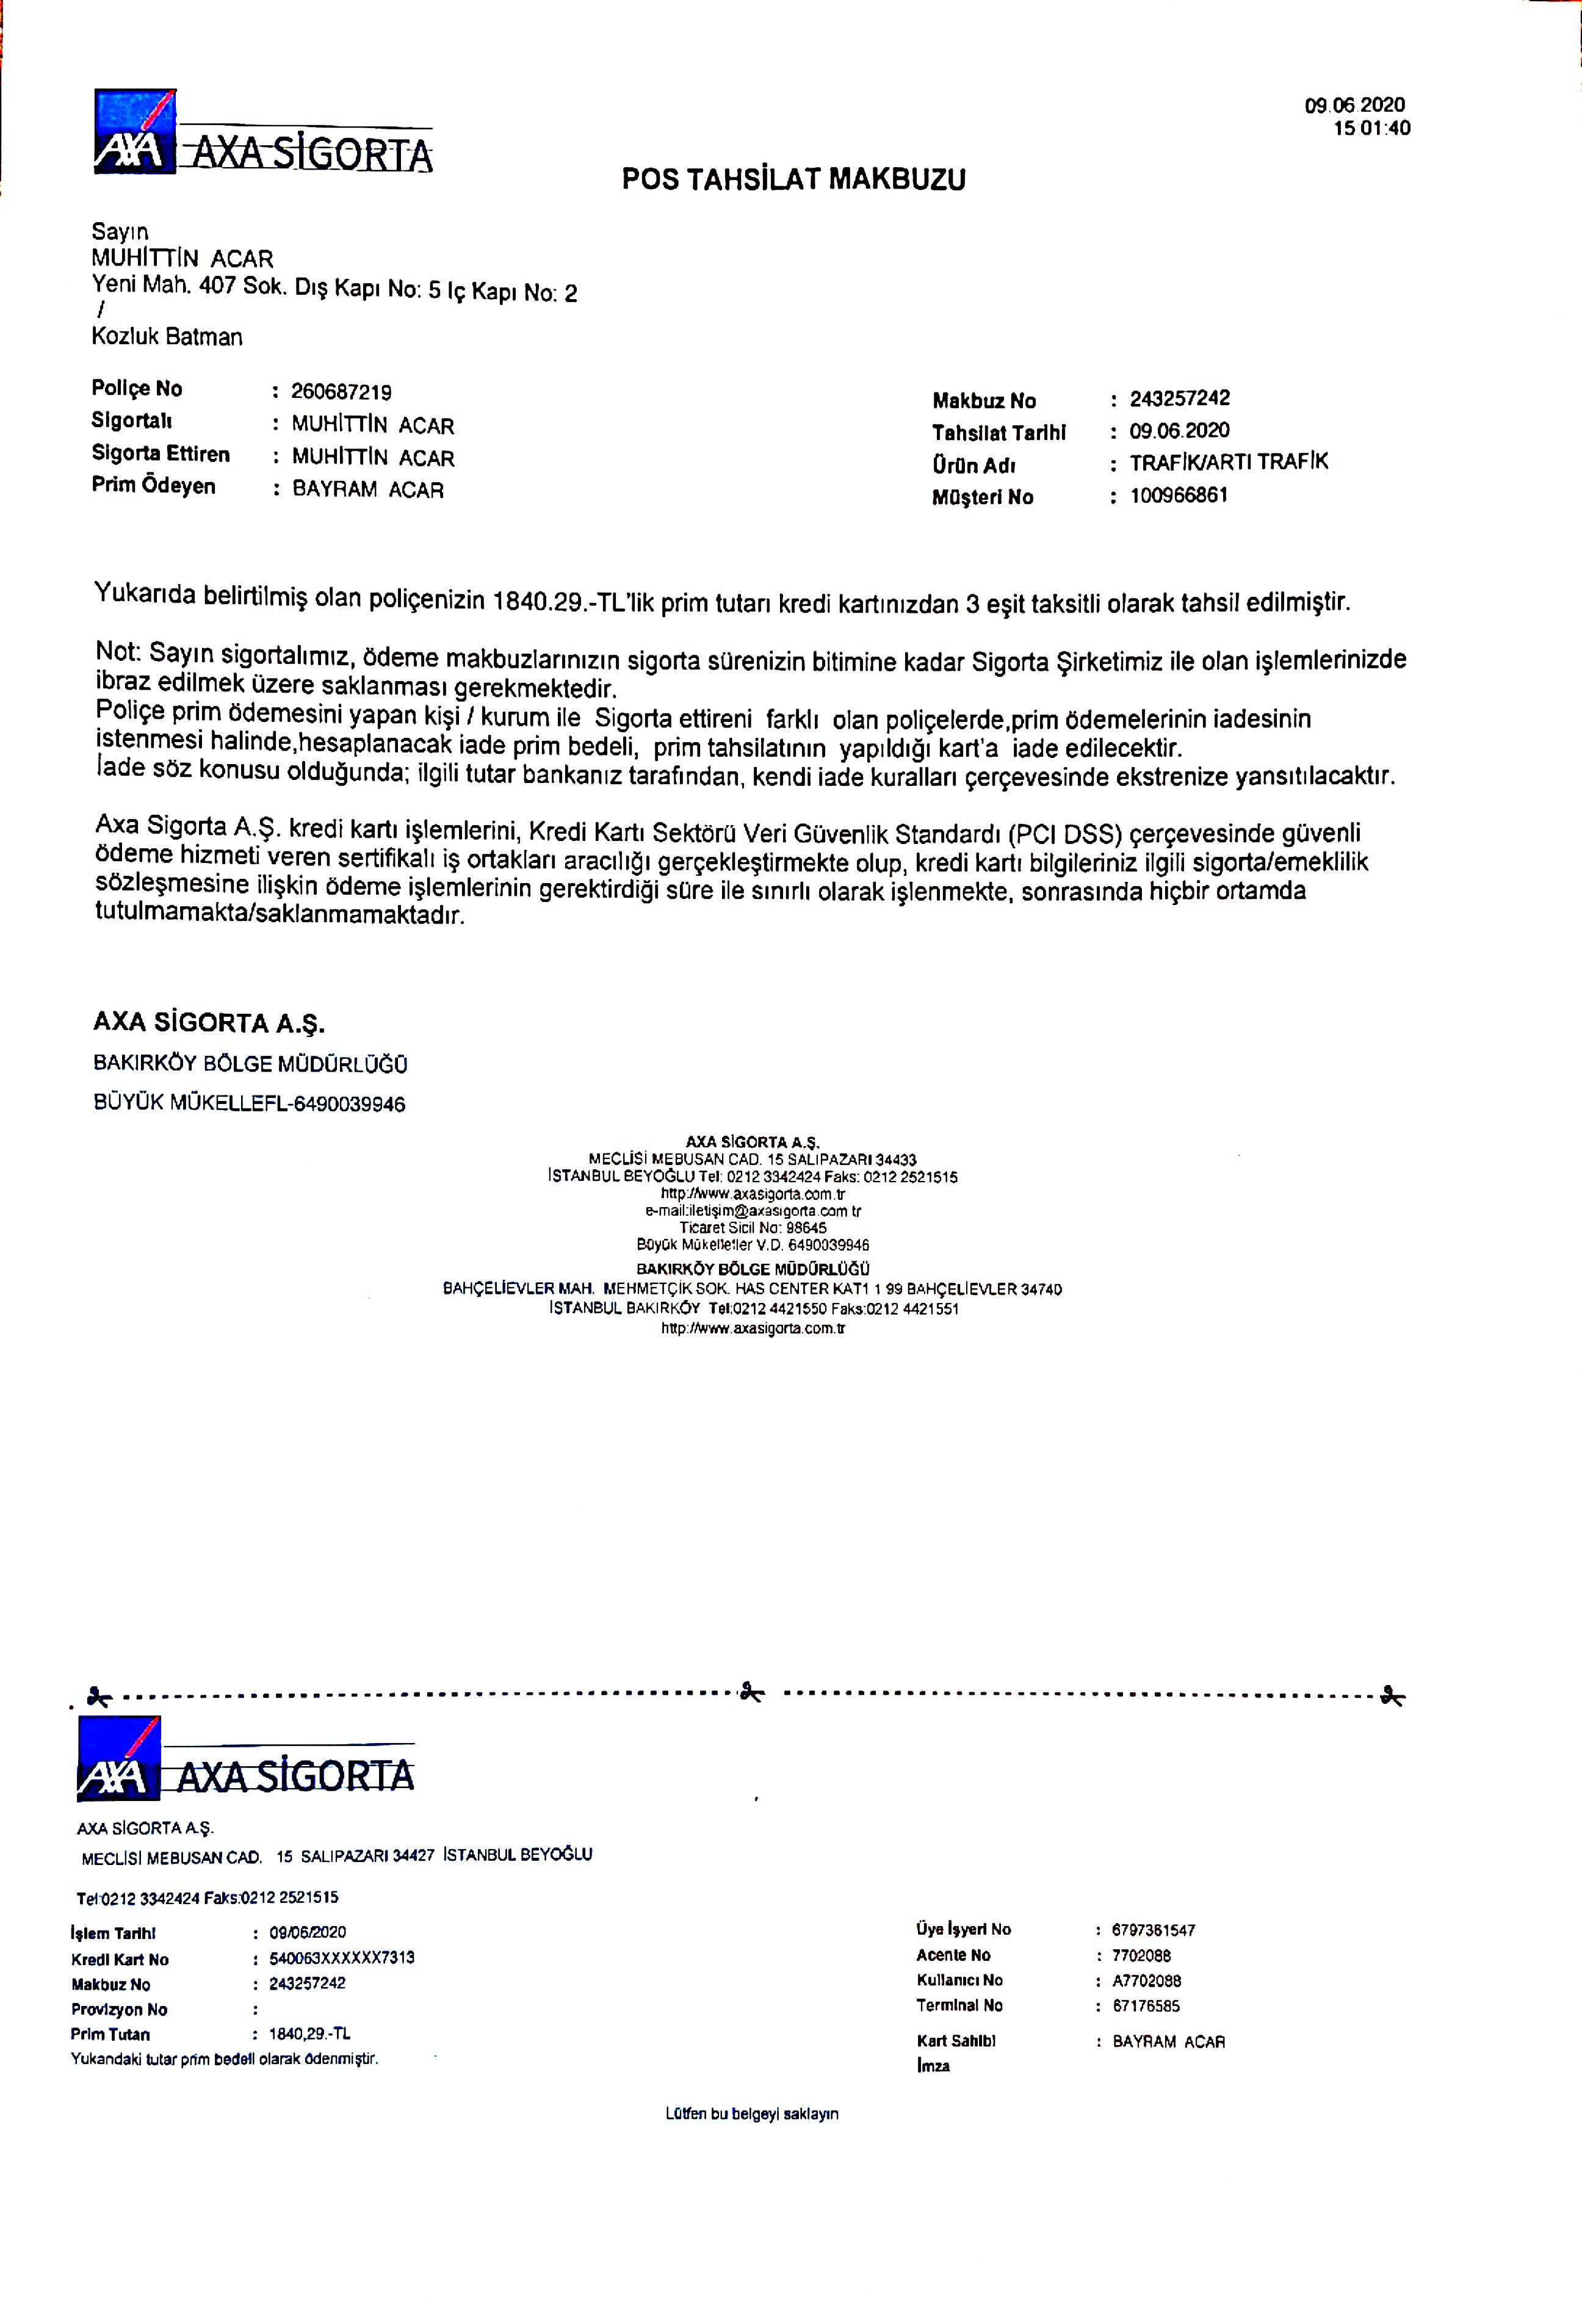 AXA AXA SİGORTA
09.06 2020
15 01:40
POS TAHSİLAT MAKBUZU
Sayın
MUHİTTİN ACAR
Yeni Mah. 407 Sok. Dış Kapı No: 5 Iç Kapı No: 2
/
Kozluk Batman
Poliçe No : 260687219
Sigortalı : MUHİTTİN ACAR
Sigorta Ettiren : MUHİTTİN ACAR
Prim Ödeyen : BAYRAM ACAR
Makbuz No : 243257242
Tahsilat Tarihi : 09.06.2020
Ürün Adı : TRAFİK/ARTI TRAFİK
Müşteri No : 100966861
Yukarıda belirtilmiş olan poliçenizin 1840.29.-TL'lik prim tutarı kredi kartınızdan 3 eşit taksitli olarak tahsil edilmiştir.
Not: Sayın sigortalımız, ödeme makbuzlarınızın sigorta sürenizin bitimine kadar Sigorta Şirketimiz ile olan işlemlerinizde
ibraz edilmek üzere saklanması gerekmektedir.
Poliçe prim ödemesini yapan kişi / kurum ile Sigorta ettireni farklı olan poliçelerde,prim ödemelerinin iadesinin
istenmesi halinde,hesaplanacak iade prim bedeli, prim tahsilatının yapıldığı kart'a iade edilecektir.
İade söz konusu olduğunda; ilgili tutar bankanız tarafından, kendi iade kuralları çerçevesinde ekstrenize yansıtılacaktır.
Axa Sigorta A.Ş. kredi kartı işlemlerini, Kredi Kartı Sektörü Veri Güvenlik Standardı (PCI DSS) çerçevesinde güvenli
ödeme hizmeti veren sertifikalı iş ortakları aracılığı gerçekleştirmekte olup, kredi kartı bilgileriniz ilgili sigorta/emeklilik
sözleşmesine ilişkin ödeme işlemlerinin gerektirdiği süre ile sınırlı olarak işlenmekte, sonrasında hiçbir ortamda
tutulmamakta/saklanmamaktadır.
AXA SİGORTA A.Ş.
BAKIRKÖY BÖLGE MÜDÜRLÜĞÜ
BÜYÜK MÜKELLEFL-6490039946
AXA SİGORTA A.Ş.
MECLİSİ MEBUSAN CAD. 15 SALIPAZARI 34433
İSTANBUL BEYOĞLU Tel: 0212 3342424 Faks: 0212 2521515
http://www.axasigorta.com.tr
e-mail:iletişim@axasıgorta.com tr
Ticaret Sicil No: 98645
Büyük Mükellefler V.D. 6490039946
BAKIRKÖY BÖLGE MÜDÜRLÜĞÜ
BAHÇELİEVLER MAH. MEHMETÇİK SOK. HAS CENTER KAT1 1 99 BAHÇELİEVLER 34740
İSTANBUL BAKIRKÖY Tel:0212 4421550 Faks:0212 4421551
http://www.axasigorta.com.tr
AXA AXA SİGORTA
AXA SİGORTA A.Ş.
MECLİSİ MEBUSAN CAD. 15 SALIPAZARI 34427 İSTANBUL BEYOĞLU
Tel:0212 3342424 Faks:0212 2521515
İşlem Tarihi : 09/06/2020
Kredi Kart No : 540063XXXXXX7313
Makbuz No : 243257242
Provizyon No :
Prim Tutarı : 1840,29.-TL
Yukarıdaki tutar prim bedeli olarak ödenmiştir.
Üye İşyeri No : 6797381547
Acente No : 7702088
Kullanıcı No : A7702088
Terminal No : 67176585
Kart Sahibi : BAYRAM ACAR
İmza
Lütfen bu belgeyi saklayın